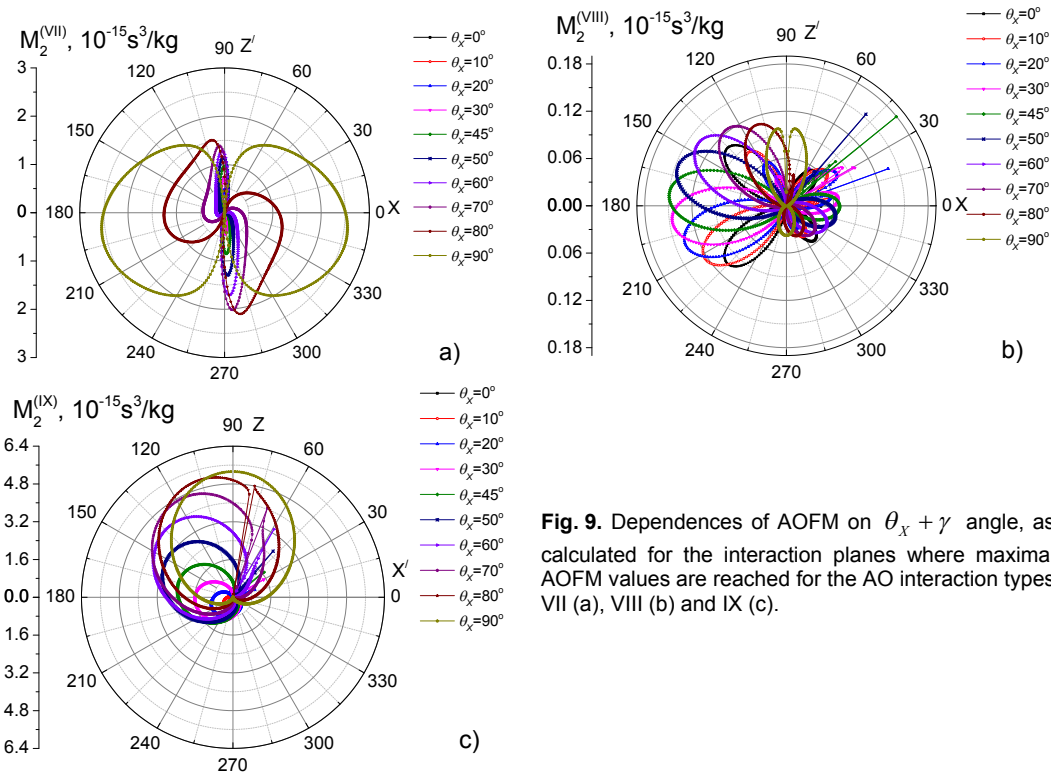 M₂^(VII), 10⁻¹⁵s³/kg
3
2
1
0
1
2
3
90 Z′
60
30
0 X
330
300
270
240
210
180
150
120
θX=0°
θX=10°
θX=20°
θX=30°
θX=45°
θX=50°
θX=60°
θX=70°
θX=80°
θX=90°
a)
M₂^(VIII), 10⁻¹⁵s³/kg
0.18
0.12
0.06
0.00
0.06
0.12
0.18
90 Z′
60
30
0 X
330
300
270
240
210
180
150
120
θX=0°
θX=10°
θX=20°
θX=30°
θX=45°
θX=50°
θX=60°
θX=70°
θX=80°
θX=90°
b)
M₂^(IX), 10⁻¹⁵s³/kg
6.4
4.8
3.2
1.6
0.0
1.6
3.2
4.8
6.4
90 Z
60
30
X′
0
330
300
270
240
210
180
150
120
θX=0°
θX=10°
θX=20°
θX=30°
θX=45°
θX=50°
θX=60°
θX=70°
θX=80°
θX=90°
c)
Fig. 9. Dependences of AOFM on θX + γ angle, as
calculated for the interaction planes where maximal
AOFM values are reached for the AO interaction types
VII (a), VIII (b) and IX (c).